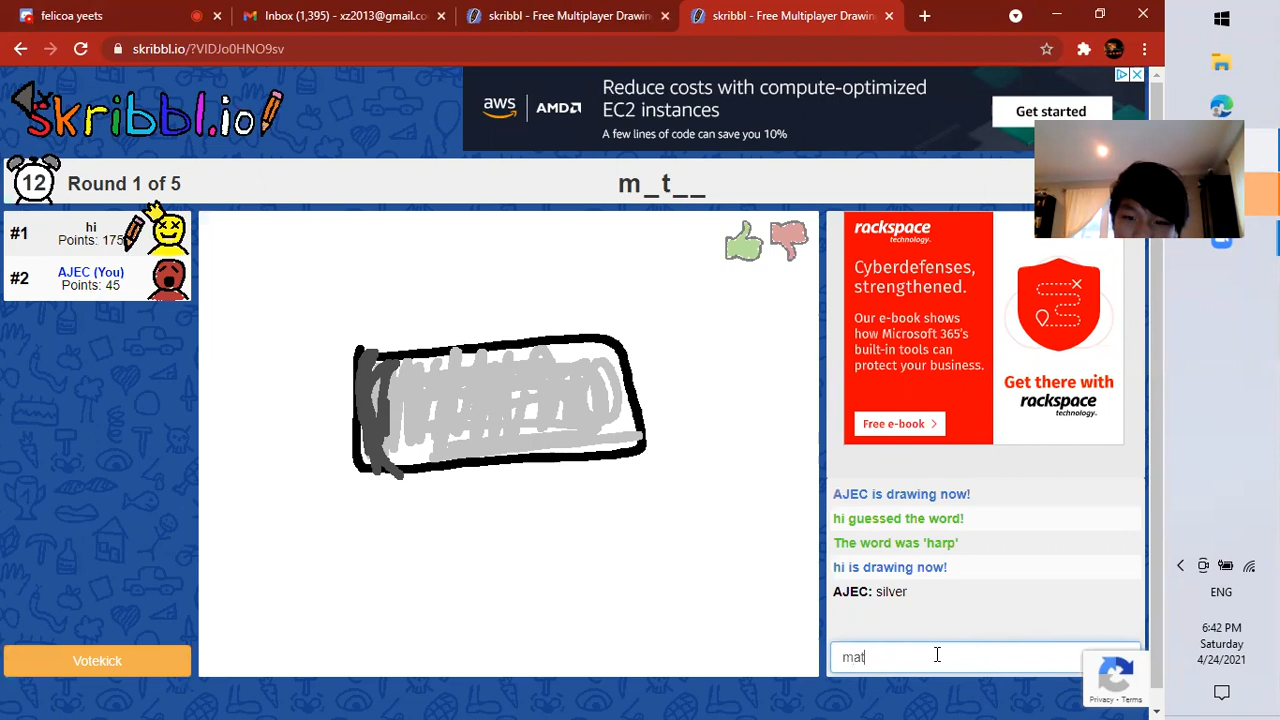 felicoa yeets
Inbox (1,395) - xz2013@gmail.co
skribbl - Free Multiplayer Drawin
skribbl - Free Multiplayer Drawin
skribbl.io/?VIDJo0HNO9sv
skribbl.io
aws AMD
Reduce costs with compute-optimized
EC2 instances
A few lines of code can save you 10%
Get started
12
Round 1 of 5
m_t__
#1
hi
Points: 175
#2
AJEC (You)
Points: 45
rackspace
technology.
Cyberdefenses,
strengthened.
Our e-book shows
how Microsoft 365's
built-in tools can
protect your business.
Free e-book >
Get there with
rackspace
technology.
AJEC is drawing now!
hi guessed the word!
The word was 'harp'
hi is drawing now!
AJEC: silver
mat
Votekick
Privacy - Terms
ENG
6:42 PM
Saturday
4/24/2021